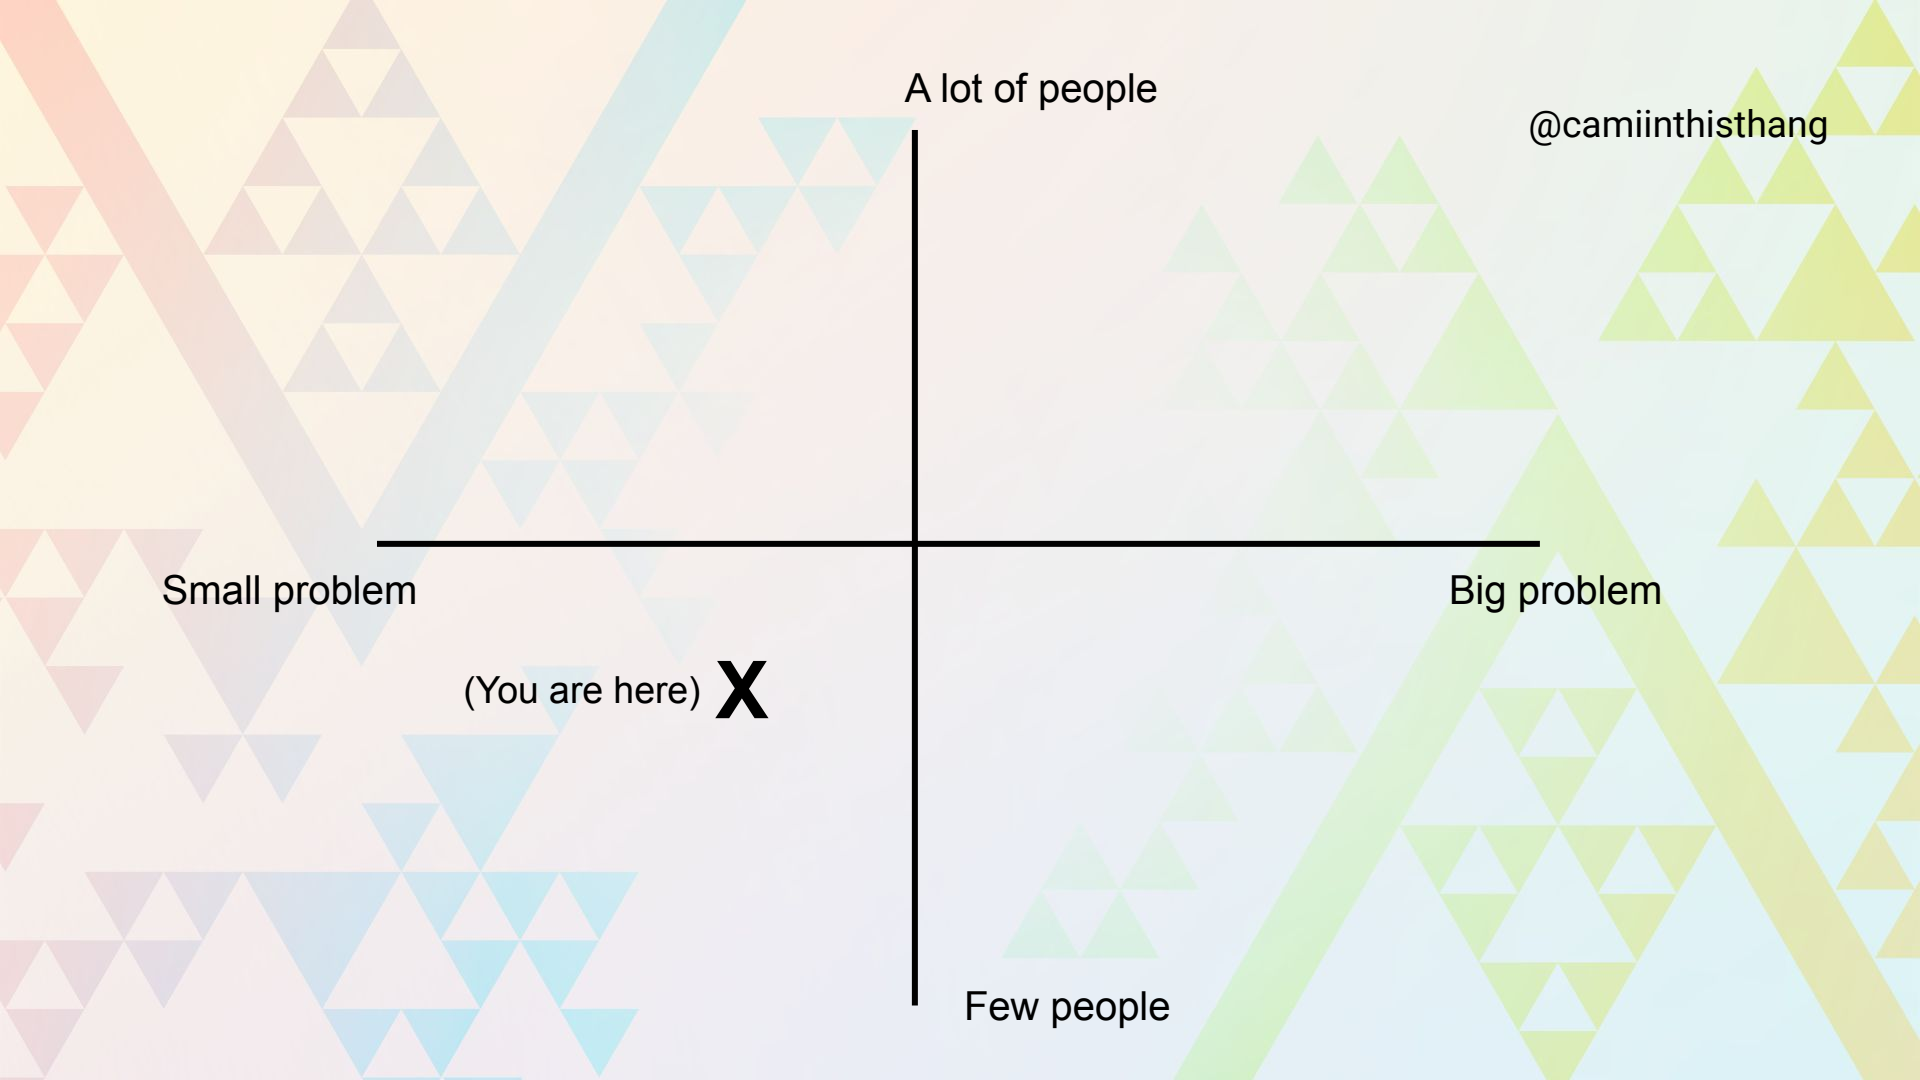 A lot of people
@camiinthisthang
Small problem
Big problem
(You are here) X
Few people